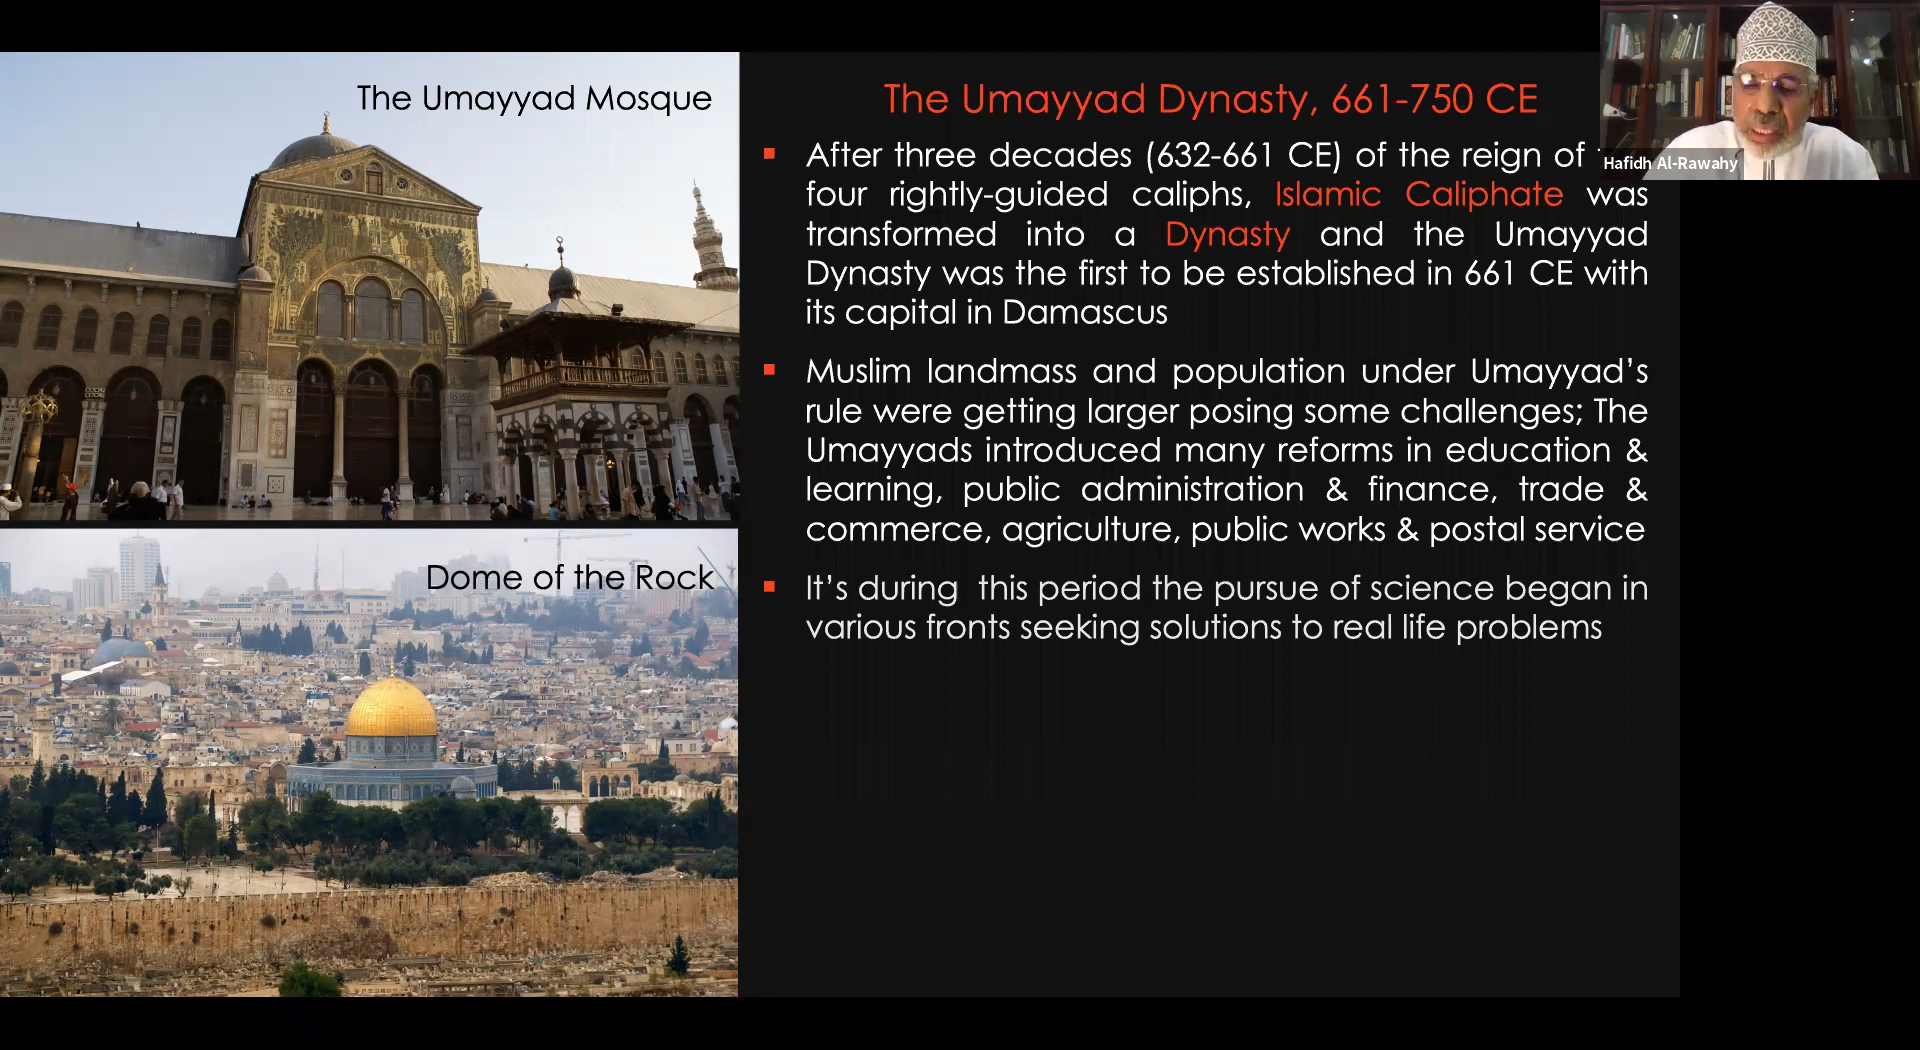 The Umayyad Mosque
Dome of the Rock
The Umayyad Dynasty, 661-750 CE
After three decades (632-661 CE) of the reign of
four rightly-guided caliphs, Islamic Caliphate was
transformed into a Dynasty and the Umayyad
Dynasty was the first to be established in 661 CE with
its capital in Damascus
Muslim landmass and population under Umayyad’s
rule were getting larger posing some challenges; The
Umayyads introduced many reforms in education &
learning, public administration & finance, trade &
commerce, agriculture, public works & postal service
It’s during  this period the pursue of science began in
various fronts seeking solutions to real life problems
Hafidh Al-Rawahy